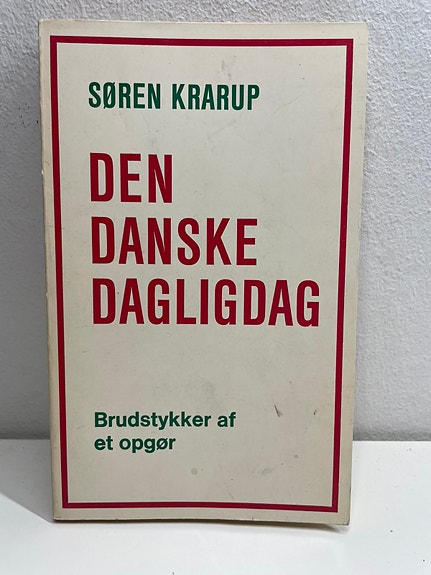 SØREN KRARUP
DEN
DANSKE
DAGLIGDAG
Brudstykker af
et opgør